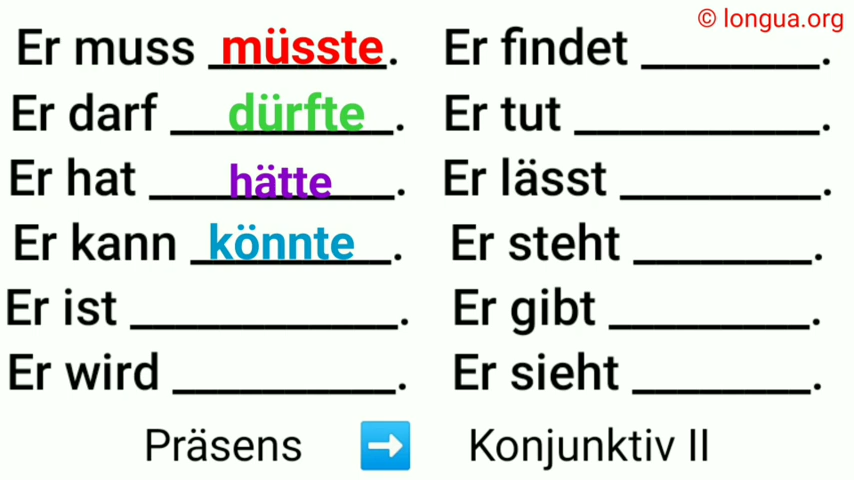 © longua.org
Er muss müsste. Er findet ________.
Er darf dürfte. Er tut ___________.
Er hat hätte. Er lässt _________.
Er kann könnte. Er steht ________.
Er ist ____________. Er gibt _________.
Er wird __________. Er sieht ________.
Präsens ➡ Konjunktiv II